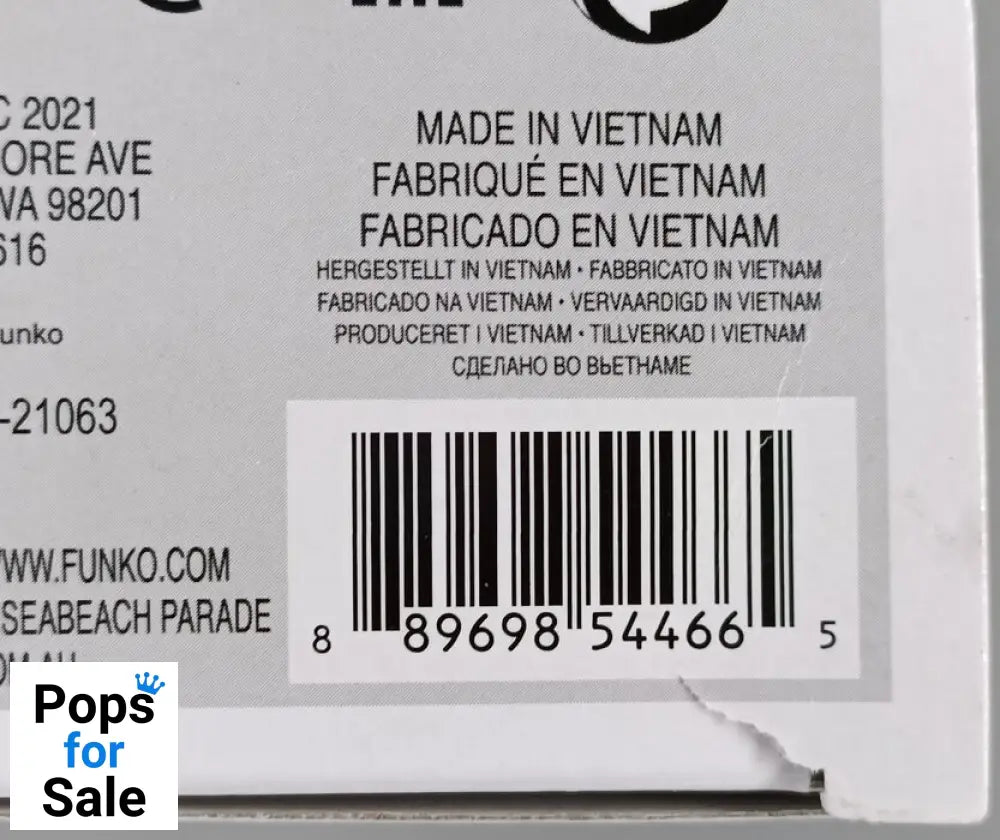 C 2021
ORE AVE
WA 98201
616
unko
-21063
WWW.FUNKO.COM
SEABEACH PARADE
MADE IN VIETNAM
FABRIQUÉ EN VIETNAM
FABRICADO EN VIETNAM
HERGESTELLT IN VIETNAM • FABBRICATO IN VIETNAM
FABRICADO NA VIETNAM • VERVAARDIGD IN VIETNAM
PRODUCERET I VIETNAM • TILLVERKAD I VIETNAM
СДЕЛАНО ВО ВЬЕТНАМЕ
8 89698 54466 5
Pops
for
Sale